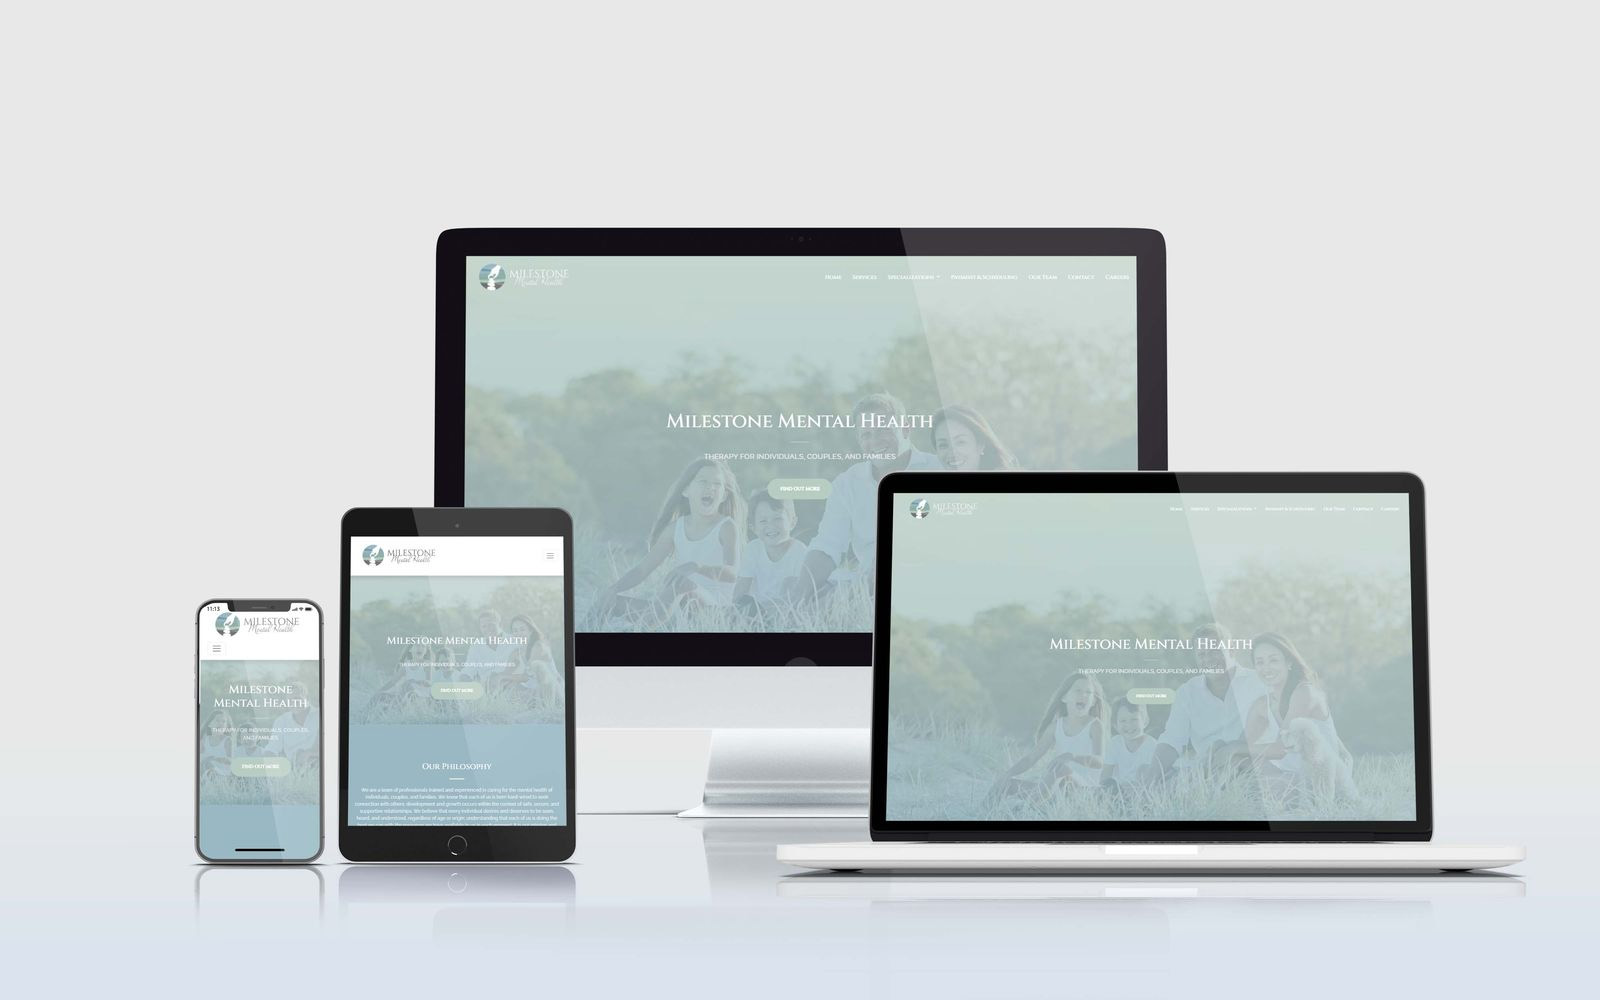 MILESTONE
Mental Health
HOME SERVICES SPECIALIZATIONS PAYMENT & SCHEDULING OUR TEAM CONTACT CAREERS
MILESTONE MENTAL HEALTH
THERAPY FOR INDIVIDUALS, COUPLES, AND FAMILIES
FIND OUT MORE
MILESTONE
Mental Health
HOME SERVICES SPECIALIZATIONS PAYMENT & SCHEDULING OUR TEAM CONTACT CAREERS
MILESTONE MENTAL HEALTH
THERAPY FOR INDIVIDUALS, COUPLES, AND FAMILIES
FIND OUT MORE
MILESTONE
Mental Health
MILESTONE MENTAL HEALTH
THERAPY FOR INDIVIDUALS, COUPLES, AND FAMILIES
FIND OUT MORE
OUR PHILOSOPHY
We are a team of professionals trained and experienced in caring for the mental health of
individuals, couples, and families. We know that each of us is born hard-wired to seek
connection with others; development and growth occurs within the context of safe, secure, and
supportive relationships. We believe that every individual desires and deserves to be seen,
heard, and understood, regardless of age or origin; understanding that each of us is doing the
11:13
MILESTONE
Mental Health
MILESTONE
MENTAL HEALTH
THERAPY FOR INDIVIDUALS, COUPLES,
AND FAMILIES
FIND OUT MORE